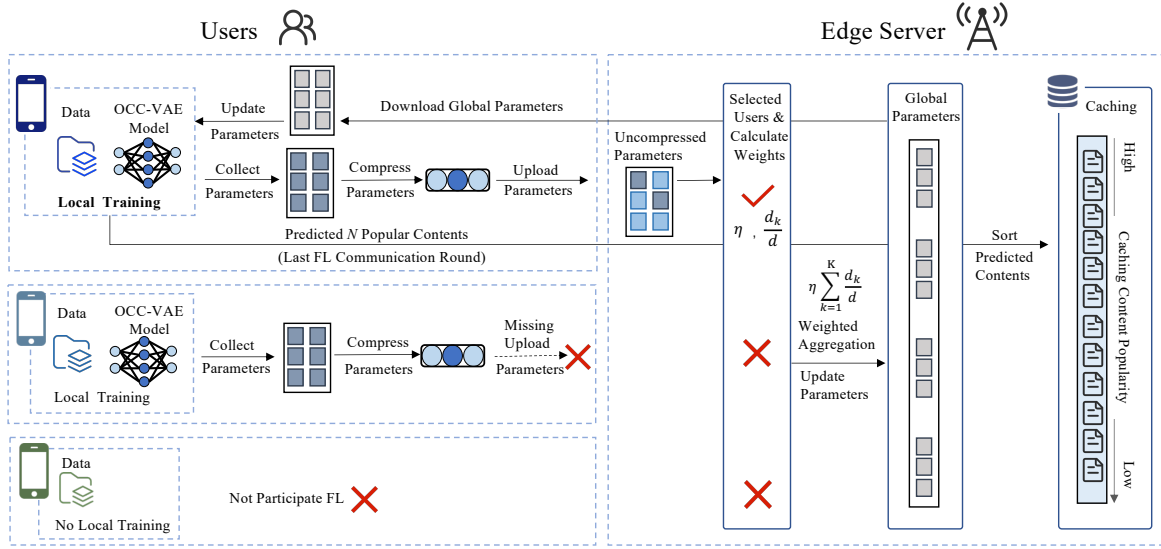 Users
Edge Server
Data
OCC-VAE
Model
Local Training
Update
Parameters
Collect
Parameters
Download Global Parameters
Compress
Parameters
Upload
Parameters
Predicted N Popular Contents
(Last FL Communication Round)
Uncompressed
Parameters
Selected
Users &
Calculate
Weights
η , d_k/d
Global
Parameters
Caching
High
Caching Content Popularity
Low
Sort
Predicted
Contents
η ∑_{k=1}^{K} d_k/d
Weighted
Aggregation
Update
Parameters
Data
OCC-VAE
Model
Local Training
Collect
Parameters
Compress
Parameters
Missing
Upload
Parameters
Data
No Local Training
Not Participate FL